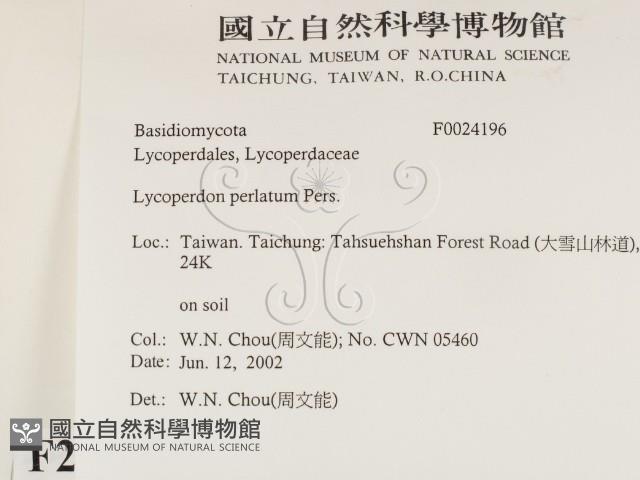 國立自然科學博物館
NATIONAL MUSEUM OF NATURAL SCIENCE
TAICHUNG, TAIWAN, R.O.CHINA
Basidiomycota F0024196
Lycoperdales, Lycoperdaceae
Lycoperdon perlatum Pers.
Loc.: Taiwan. Taichung: Tahsuehshan Forest Road (大雪山林道),
24K
on soil
Col.: W.N. Chou(周文能); No. CWN 05460
Date: Jun. 12, 2002
Det.: W.N. Chou(周文能)
國立自然科學博物館
NATIONAL MUSEUM OF NATURAL SCIENCE
F2